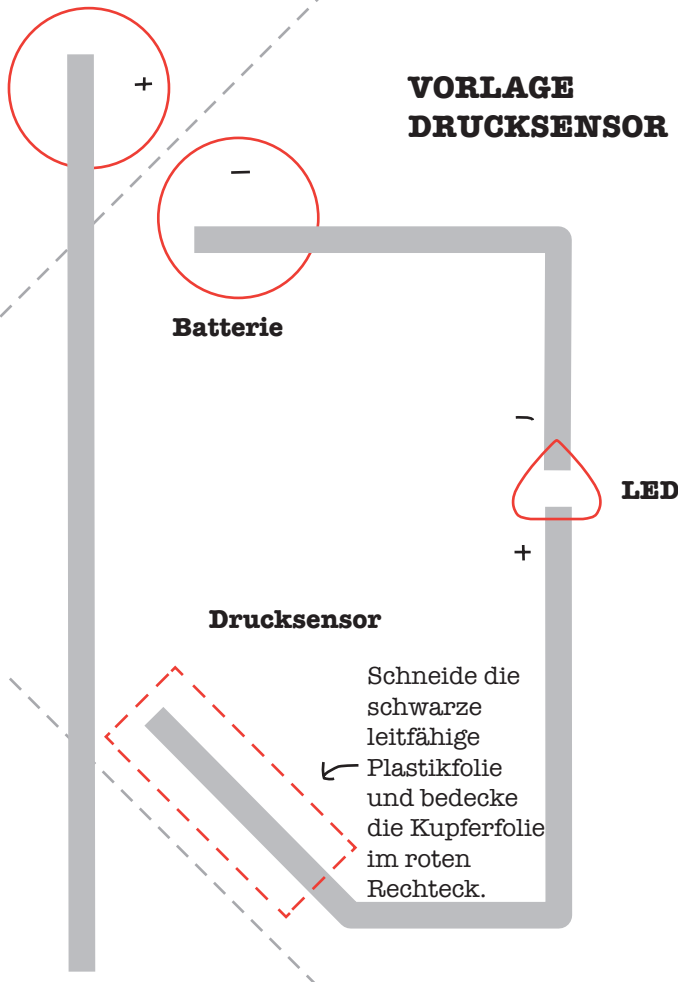 +
VORLAGE
DRUCKSENSOR
–
Batterie
–
LED
+
Drucksensor
Schneide die
schwarze
leitfähige
Plastikfolie
und bedecke
die Kupferfolie
im roten
Rechteck.